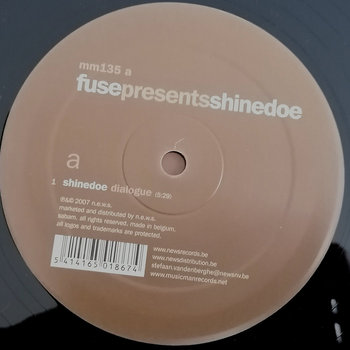 mm135 a
fusepresentsshinedoe
a
1 shinedoe dialogue (5:29)
℗&© 2007 n.e.w.s.
marketed and distributed by n.e.w.s.
sabam. all rights reserved. made in belgium.
all logos and trademarks are protected.
5 414165 018674
www.newsrecords.be
www.newsdistribution.be
stefaan.vandenberghe@newsnv.be
www.musicmanrecords.net